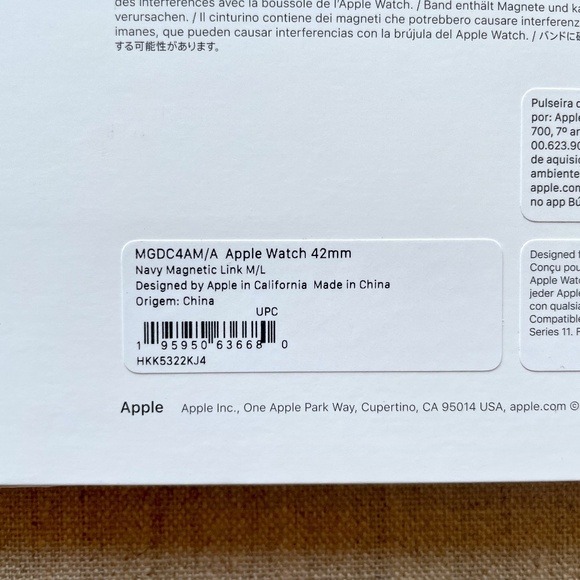 des interférences avec la boussole de l'Apple Watch. / Band enthält Magnete und
verursachen. / Il cinturino contiene dei magneti che potrebbero causare interferenz
imanes, que pueden causar interferencias con la brújula del Apple Watch. / バンドに
する可能性があります。
Pulseira
por: Apple
700, 7º
00.623.90
de aquisi
ambiente
apple.com
no app Bú
MGDC4AM/A Apple Watch 42mm
Navy Magnetic Link M/L
Designed by Apple in California Made in China
Origem: China
UPC
1 95950 63668 0
HKK5322KJ4
Designed
Conçu pou
Apple Wat
jeder Apple
con qualsia
Compatible
Series 11.
Apple Apple Inc., One Apple Park Way, Cupertino, CA 95014 USA, apple.com ©